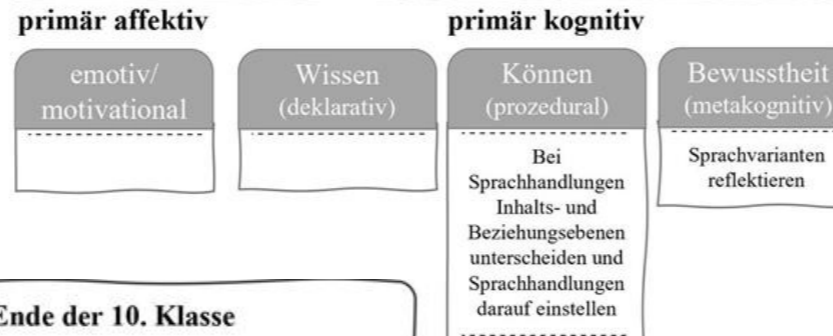 primär affektiv
primär kognitiv
emotiv/
motivational
Wissen
(deklarativ)
Können
(prozedural)
Bei
Sprachhandlungen
Inhalts- und
Beziehungsebenen
unterscheiden und
Sprachhandlungen
darauf einstellen
Bewusstheit
(metakognitiv)
Sprachvarianten
reflektieren
Ende der 10. Klasse